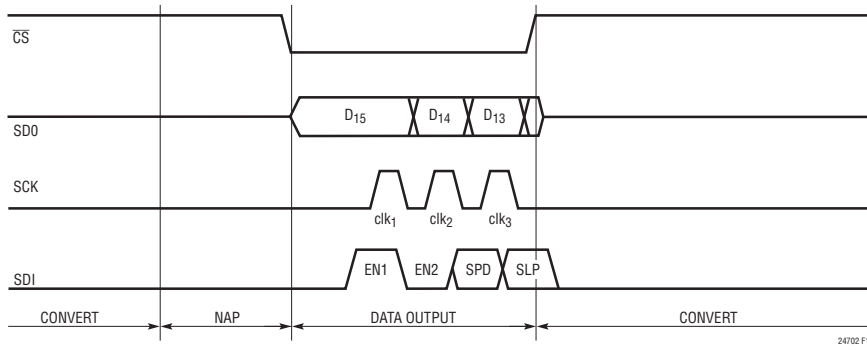 CS
SD0
D15 D14 D13
SCK
clk1 clk2 clk3
SDI
EN1 EN2 SPD SLP
CONVERT NAP DATA OUTPUT CONVERT